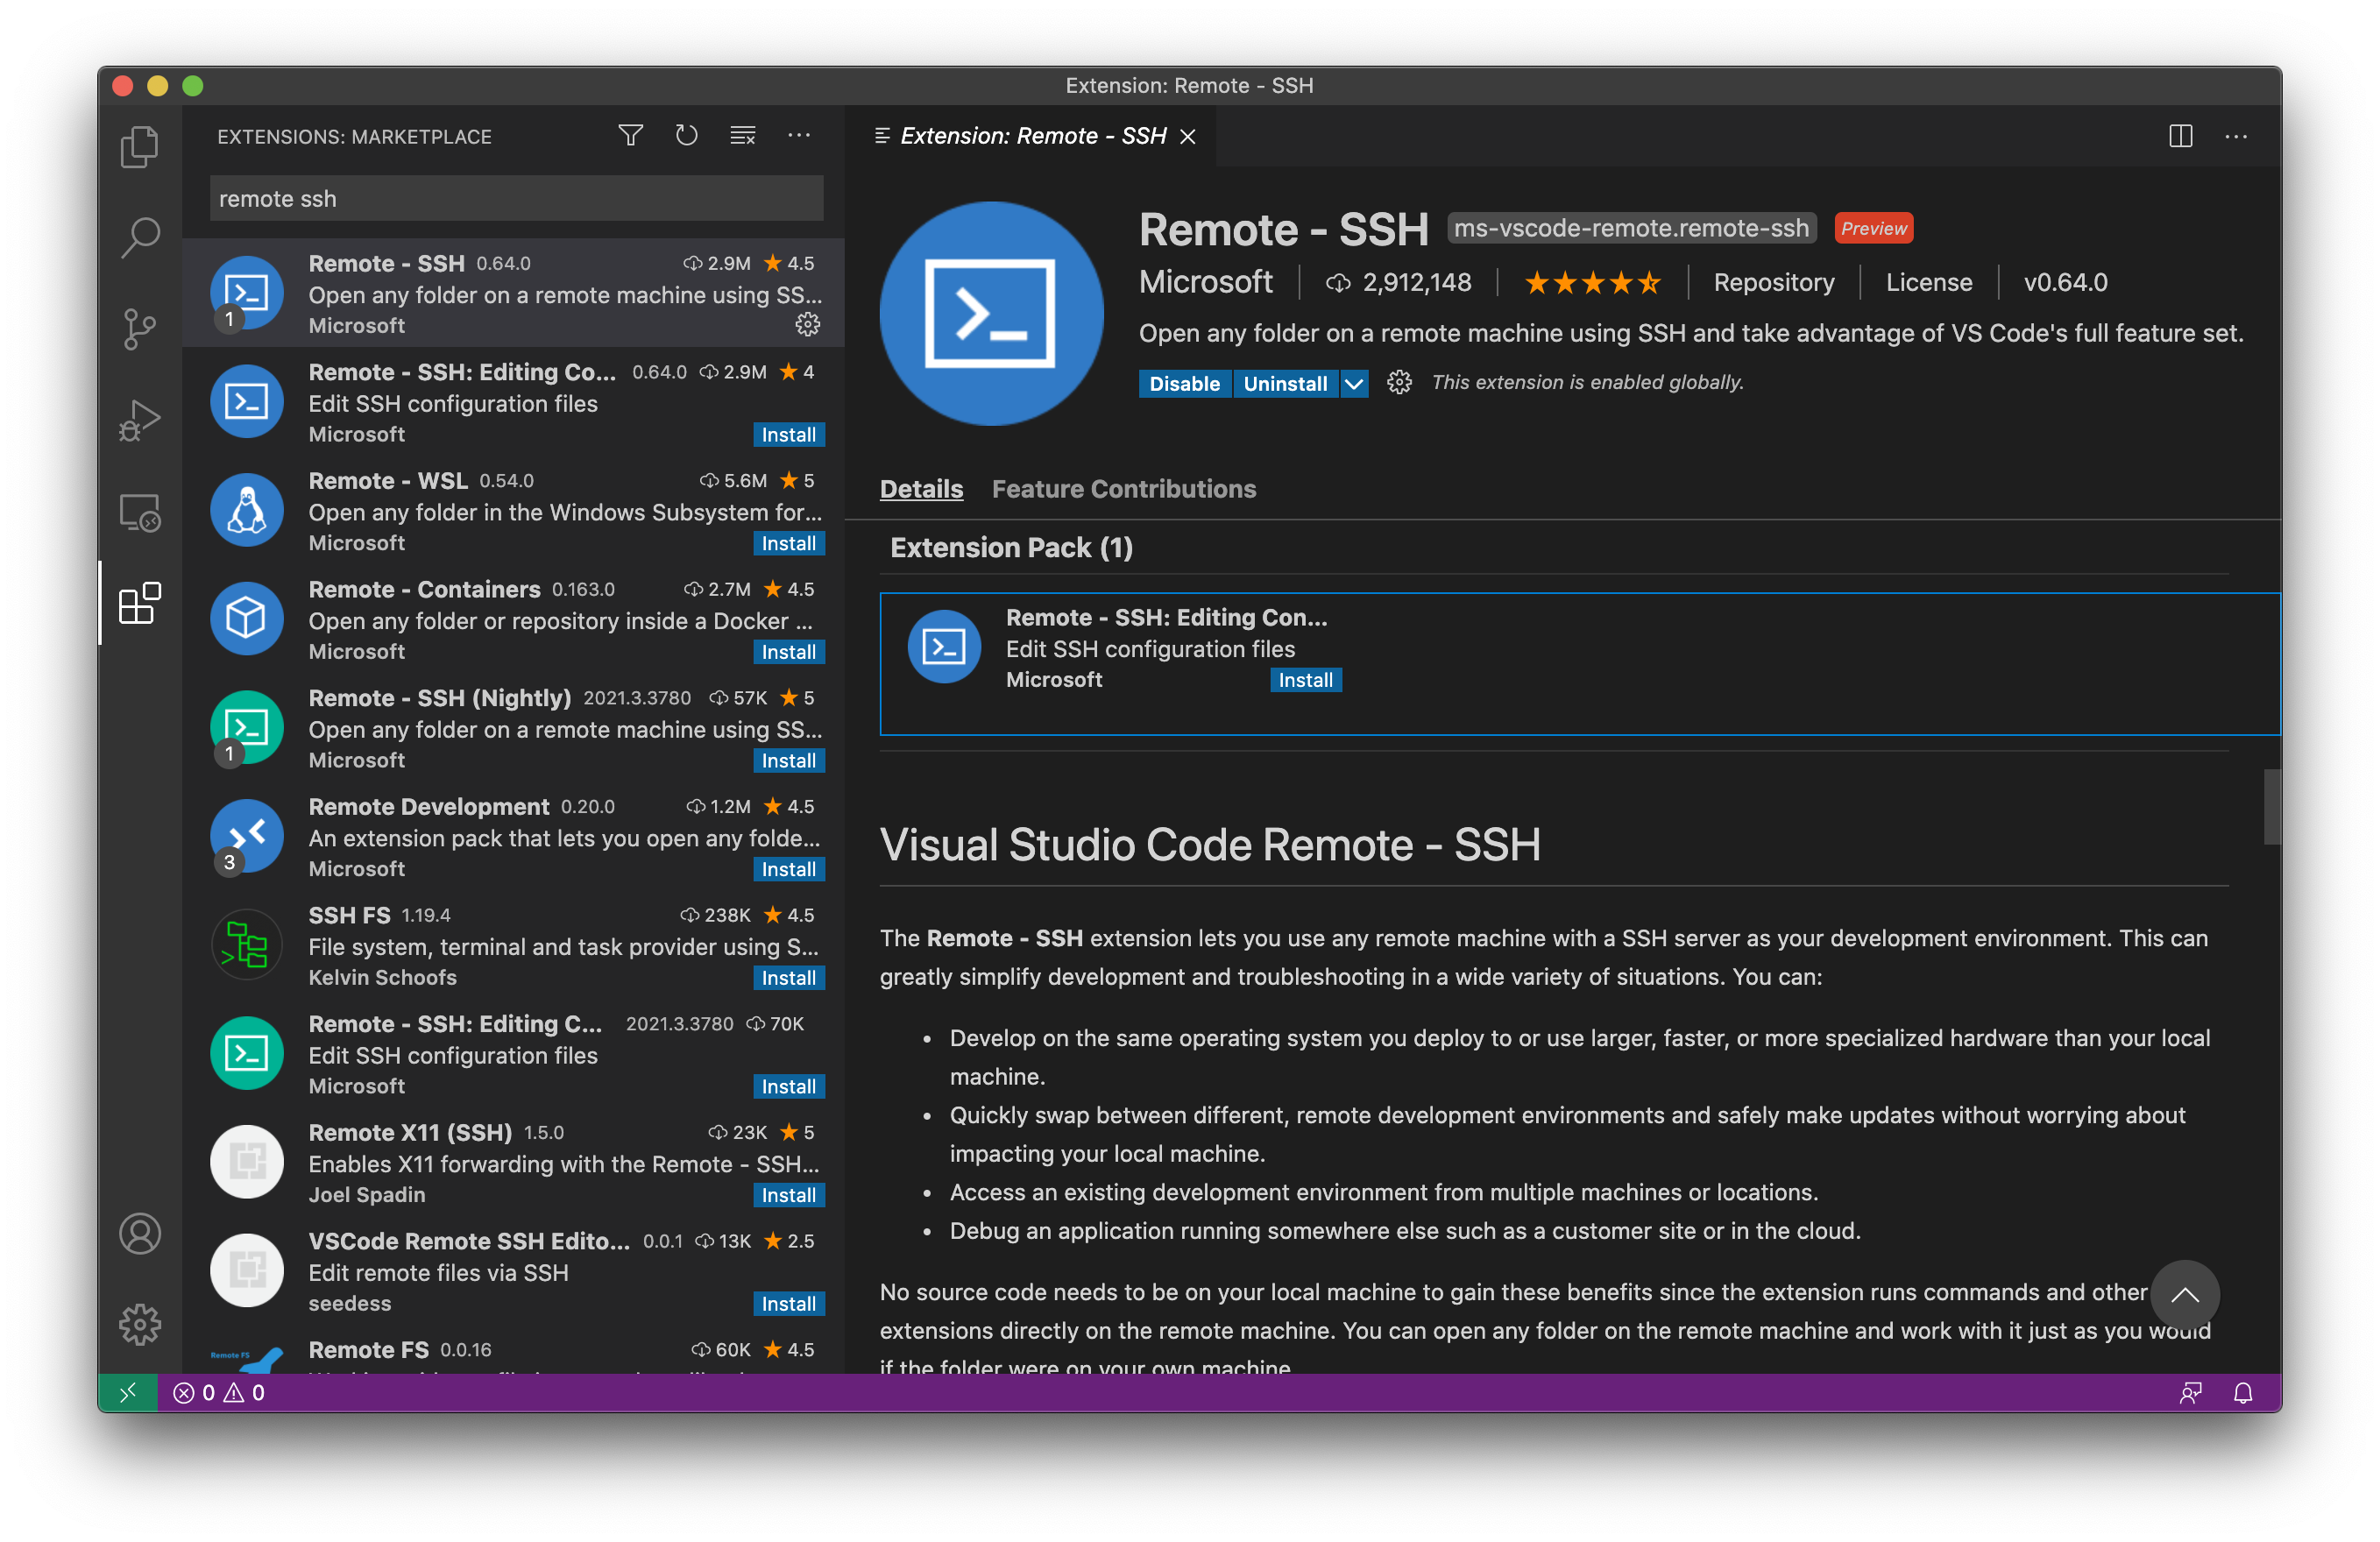 Extension: Remote - SSH
EXTENSIONS: MARKETPLACE
remote ssh
Remote - SSH 0.64.0 2.9M 4.5
Open any folder on a remote machine using SS...
1
Microsoft
Remote - SSH: Editing Co... 0.64.0 2.9M 4
Edit SSH configuration files
Microsoft Install
Remote - WSL 0.54.0 5.6M 5
Open any folder in the Windows Subsystem for...
Microsoft Install
Remote - Containers 0.163.0 2.7M 4.5
Open any folder or repository inside a Docker ...
Microsoft Install
Remote - SSH (Nightly) 2021.3.3780 57K 5
Open any folder on a remote machine using SS...
1
Microsoft Install
Remote Development 0.20.0 1.2M 4.5
An extension pack that lets you open any folde...
3
Microsoft Install
SSH FS 1.19.4 238K 4.5
File system, terminal and task provider using S...
Kelvin Schoofs Install
Remote - SSH: Editing C... 2021.3.3780 70K
Edit SSH configuration files
Microsoft Install
Remote X11 (SSH) 1.5.0 23K 5
Enables X11 forwarding with the Remote - SSH...
Joel Spadin Install
VSCode Remote SSH Edito... 0.0.1 13K 2.5
Edit remote files via SSH
seedess Install
Remote FS
Remote FS 0.0.16 60K 4.5
Extension: Remote - SSH
Remote - SSH ms-vscode-remote.remote-ssh Preview
Microsoft 2,912,148 Repository License v0.64.0
Open any folder on a remote machine using SSH and take advantage of VS Code's full feature set.
Disable Uninstall This extension is enabled globally.
Details Feature Contributions
Extension Pack (1)
Remote - SSH: Editing Con...
Edit SSH configuration files
Microsoft Install
Visual Studio Code Remote - SSH
The Remote - SSH extension lets you use any remote machine with a SSH server as your development environment. This can
greatly simplify development and troubleshooting in a wide variety of situations. You can:
• Develop on the same operating system you deploy to or use larger, faster, or more specialized hardware than your local
machine.
• Quickly swap between different, remote development environments and safely make updates without worrying about
impacting your local machine.
• Access an existing development environment from multiple machines or locations.
• Debug an application running somewhere else such as a customer site or in the cloud.
No source code needs to be on your local machine to gain these benefits since the extension runs commands and other
extensions directly on the remote machine. You can open any folder on the remote machine and work with it just as you would
if the folder were on your own machine
0 0